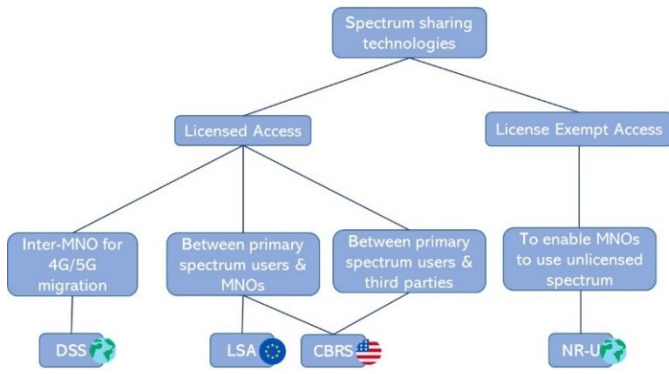 Spectrum sharing
technologies
Licensed Access
License Exempt Access
Inter-MNO for
4G/5G
migration
Between primary
spectrum users &
MNOs
Between primary
spectrum users &
third parties
To enable MNOs
to use unlicensed
spectrum
DSS
LSA
CBRS
NR-U